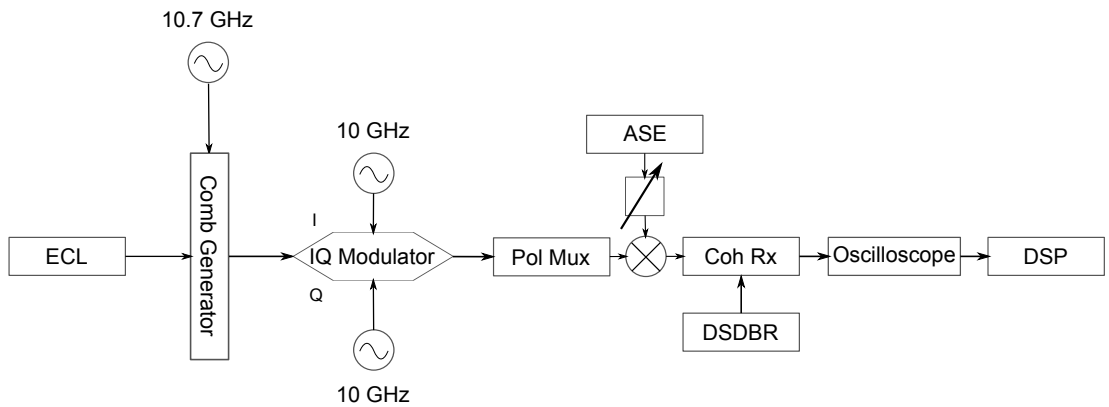 10.7 GHz
10 GHz
ASE
Comb Generator
I
ECL
IQ Modulator
Pol Mux
Coh Rx
Oscilloscope
DSP
Q
DSDBR
10 GHz